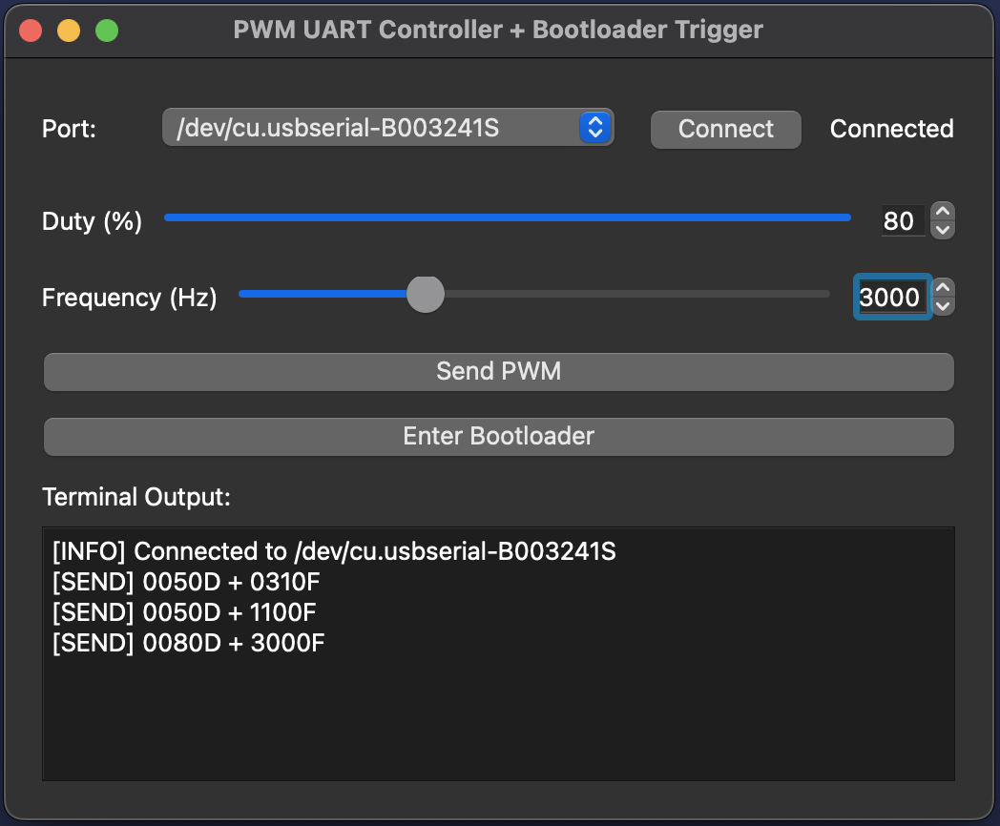 PWM UART Controller + Bootloader Trigger
Port: /dev/cu.usbserial-B003241S Connect Connected
Duty (%) 80
Frequency (Hz) 3000
Send PWM
Enter Bootloader
Terminal Output:
[INFO] Connected to /dev/cu.usbserial-B003241S
[SEND] 0050D + 0310F
[SEND] 0050D + 1100F
[SEND] 0080D + 3000F